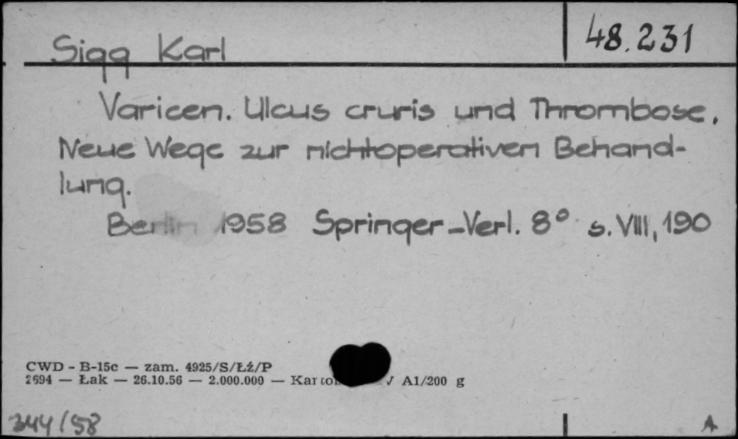 48.231
Sigg Karl
Varicen. Ulcus cruris und Thrombose.
Neue Wege zur nichtoperativen Behand-
lung.
Berlin 1958 Springer-Verl. 8° s. VIII, 190
CWD - B-15c — zam. 4925/S/Łż/P
2694 — Łak — 26.10.56 — 2.000.000 — V A1/200 g
344/58
A